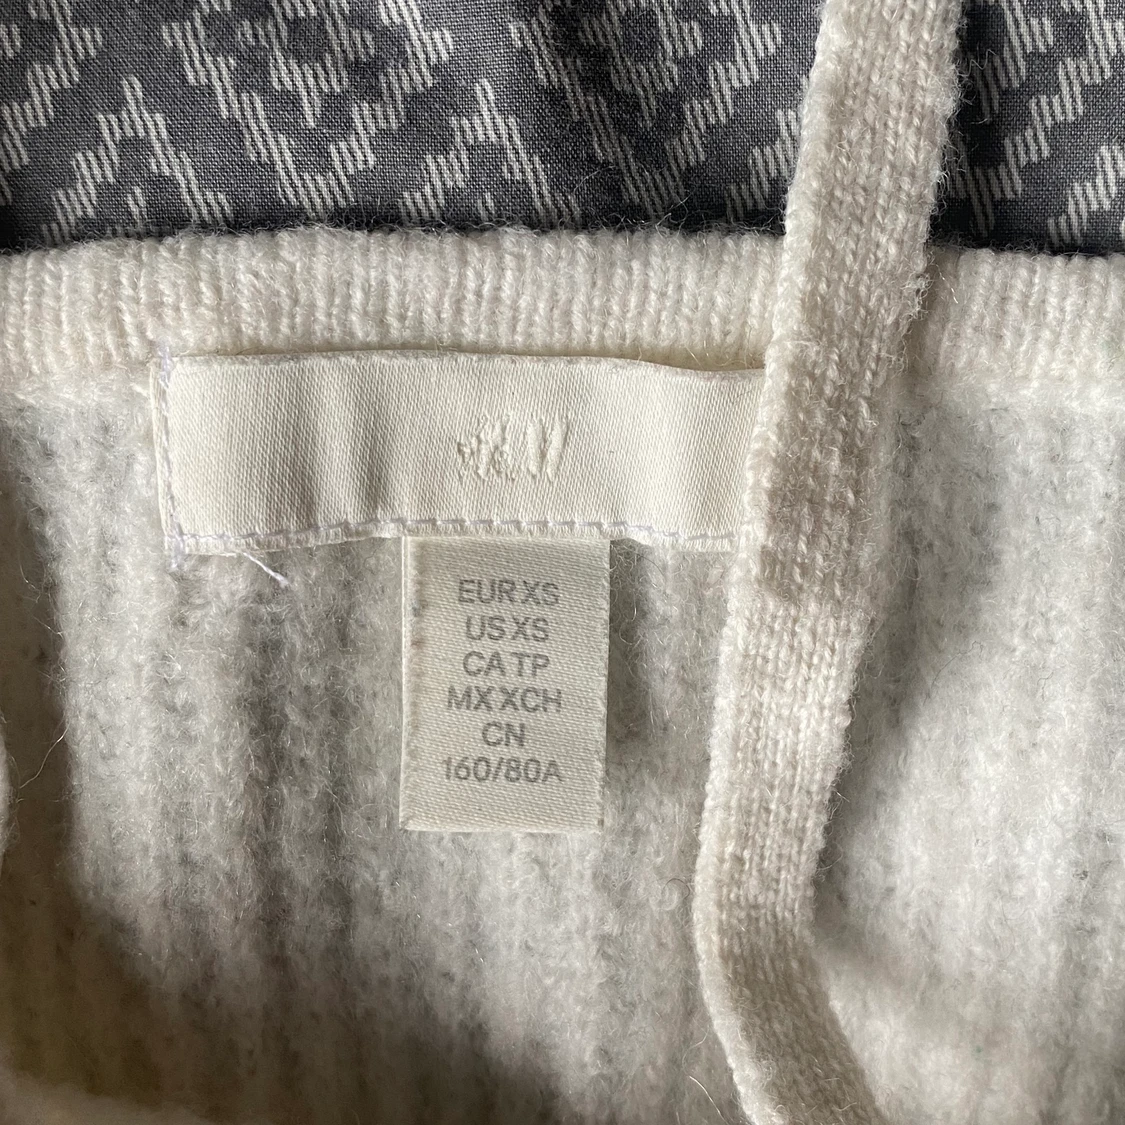 H&M
EUR XS
US XS
CA TP
MX XCH
CN
160/80A